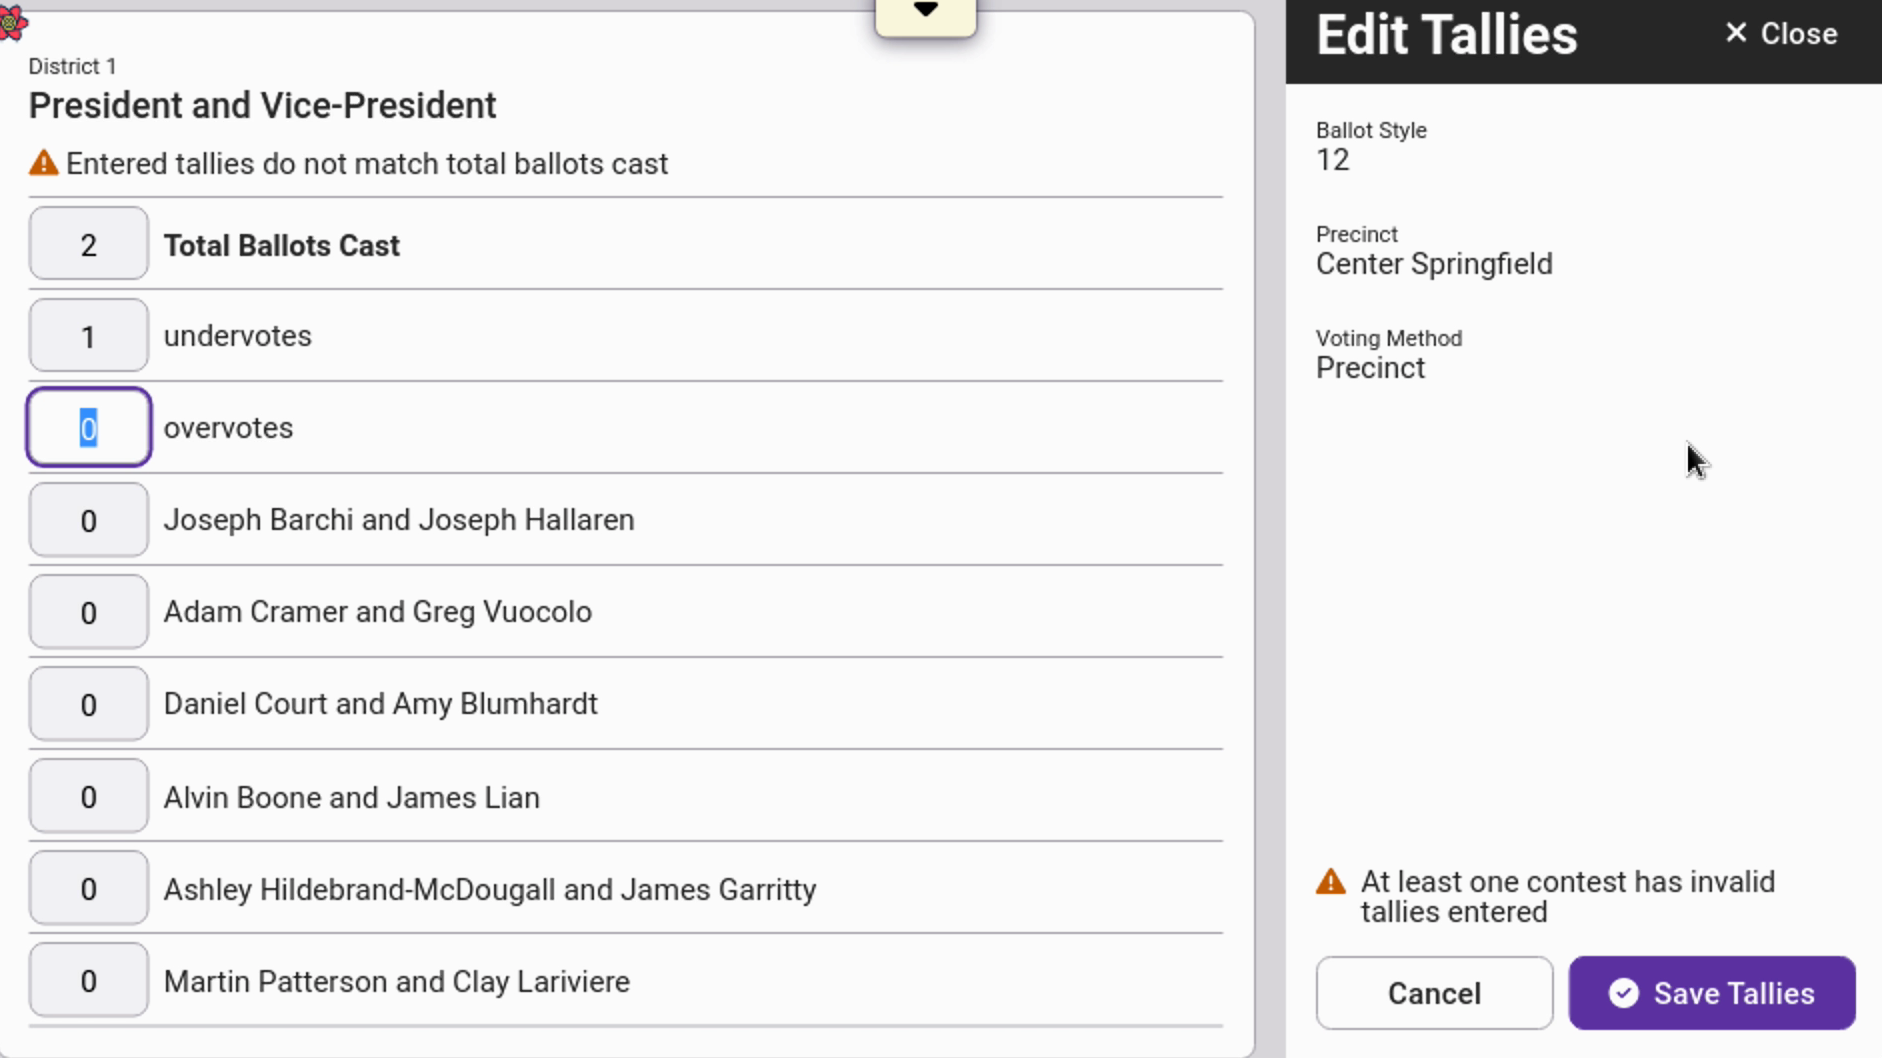 District 1
President and Vice-President
Entered tallies do not match total ballots cast
2 Total Ballots Cast
1 undervotes
0 overvotes
0 Joseph Barchi and Joseph Hallaren
0 Adam Cramer and Greg Vuocolo
0 Daniel Court and Amy Blumhardt
0 Alvin Boone and James Lian
0 Ashley Hildebrand-McDougall and James Garritty
0 Martin Patterson and Clay Lariviere
Edit Tallies
Close
Ballot Style
12
Precinct
Center Springfield
Voting Method
Precinct
At least one contest has invalid
tallies entered
Cancel
Save Tallies